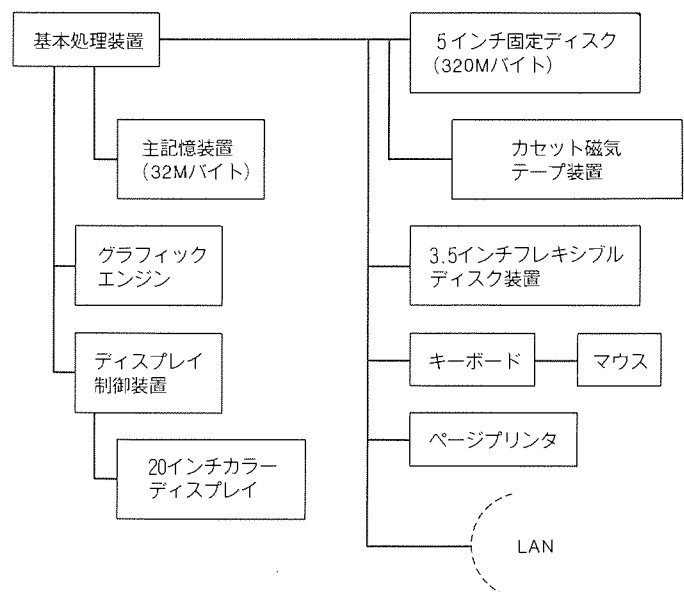 基本処理装置
5インチ固定ディスク
(320Mバイト)
主記憶装置
(32Mバイト)
カセット磁気
テープ装置
グラフィック
エンジン
3.5インチフレキシブル
ディスク装置
ディスプレイ
制御装置
キーボード
マウス
ページプリンタ
20インチカラー
ディスプレイ
LAN